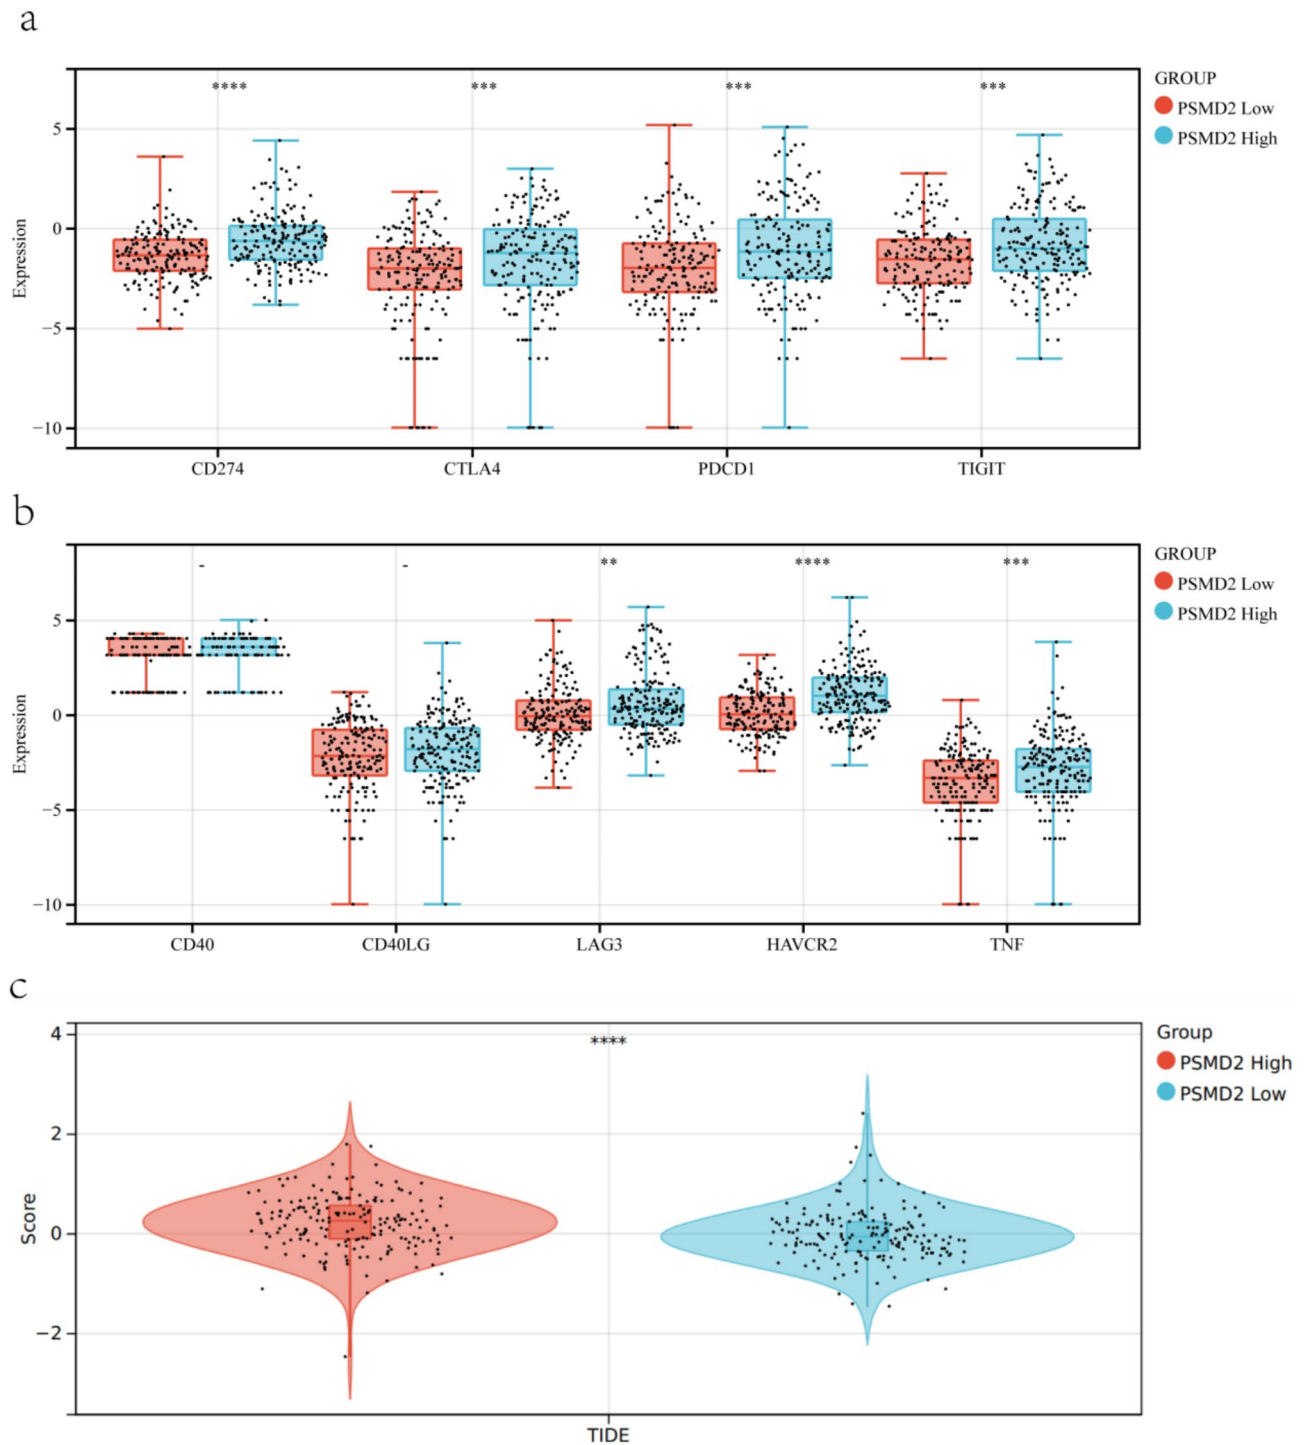 a
**** *** *** ***
GROUP
PSMD2 Low
PSMD2 High
Expression
5
0
−5
−10
CD274 CTLA4 PDCD1 TIGIT
b
- - ** **** ***
GROUP
PSMD2 Low
PSMD2 High
Expression
5
0
−5
−10
CD40 CD40LG LAG3 HAVCR2 TNF
c
****
Group
PSMD2 High
PSMD2 Low
Score
4
2
0
−2
TIDE